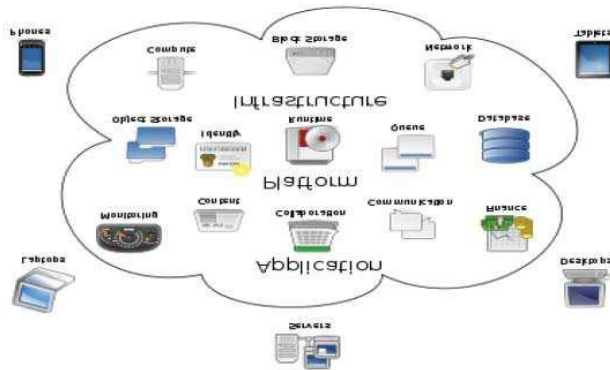 Servers
Laptops
Application
Desktops
Monitoring
Content
Collaboration
Communication
Finance
Platform
Identity
Object Storage
Runtime
Queue
Database
Infrastructure
Compute
Block Storage
Network
Phones
Tablets